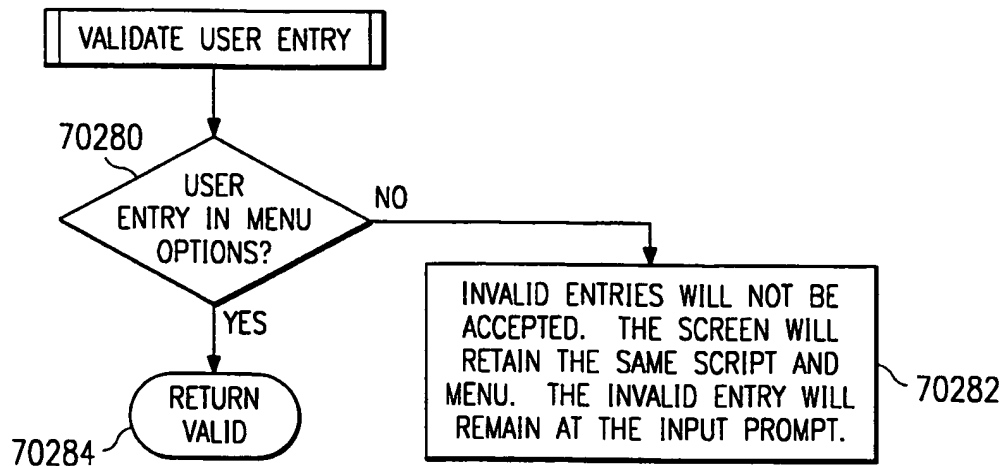 VALIDATE USER ENTRY
70280
USER
ENTRY IN MENU
OPTIONS?
NO
YES
INVALID ENTRIES WILL NOT BE
ACCEPTED. THE SCREEN WILL
RETAIN THE SAME SCRIPT AND
MENU. THE INVALID ENTRY WILL
REMAIN AT THE INPUT PROMPT.
70282
RETURN
VALID
70284